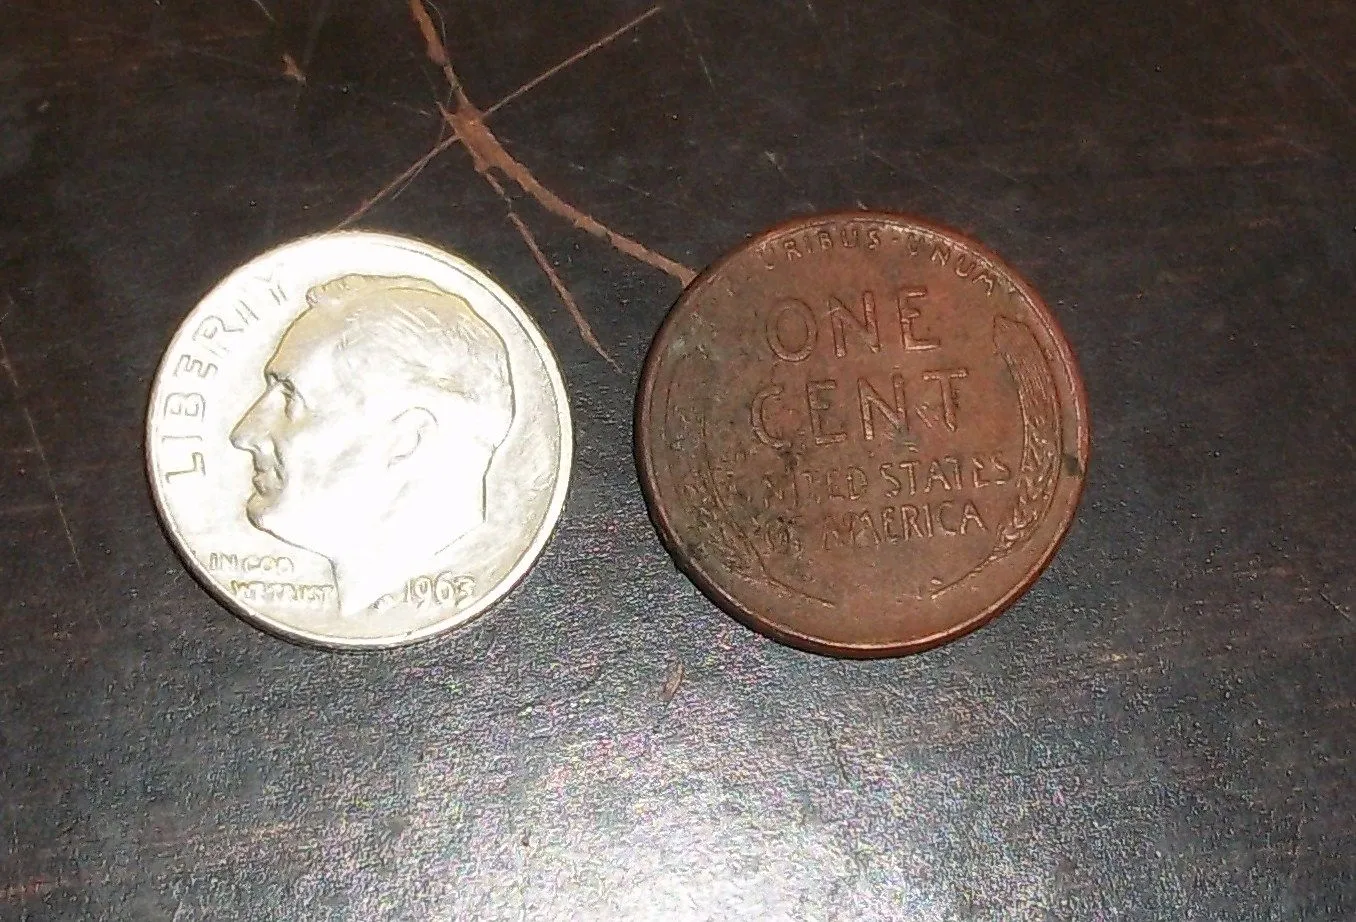 LIBERTY
IN GOD
WE TRUST
1963
PLURIBUS·UNUM
ONE
CENT
UNITED STATES
OF AMERICA